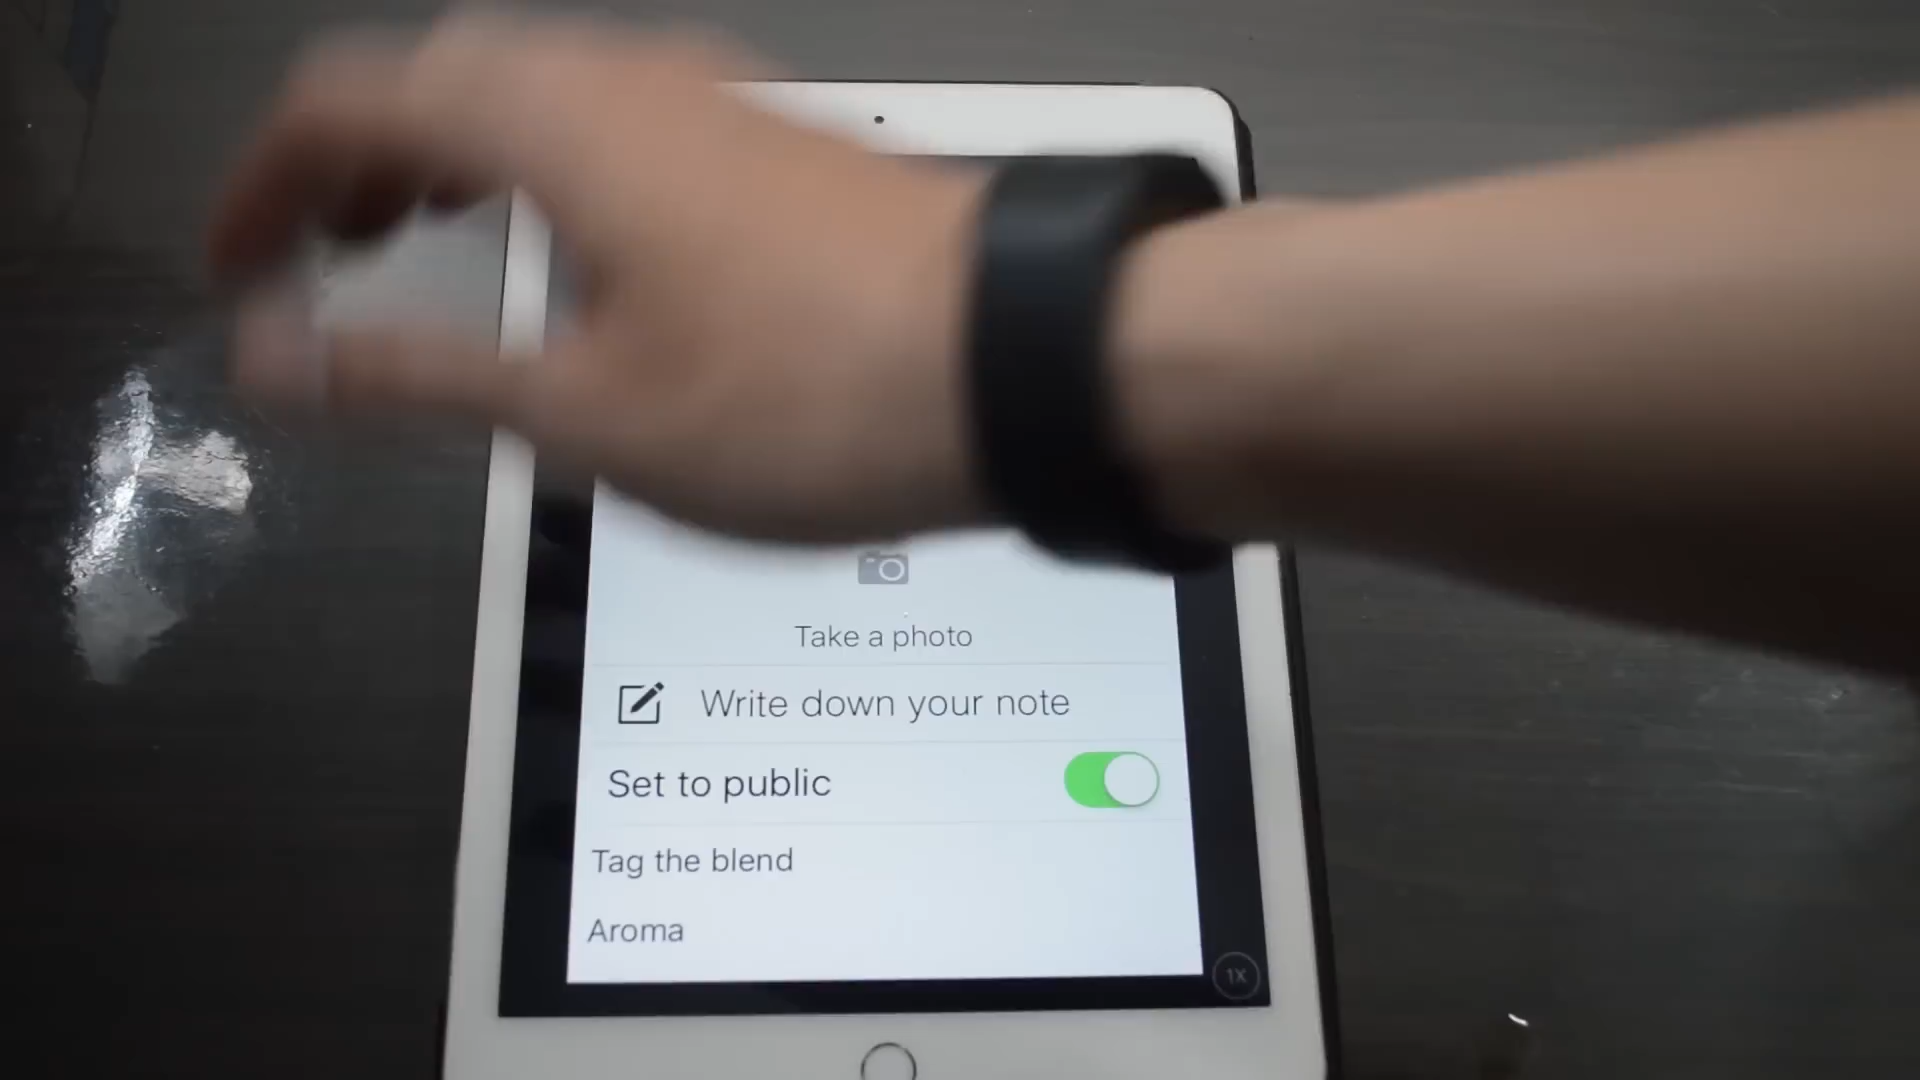 Take a photo
Write down your note
Set to public
Tag the blend
Aroma
1X